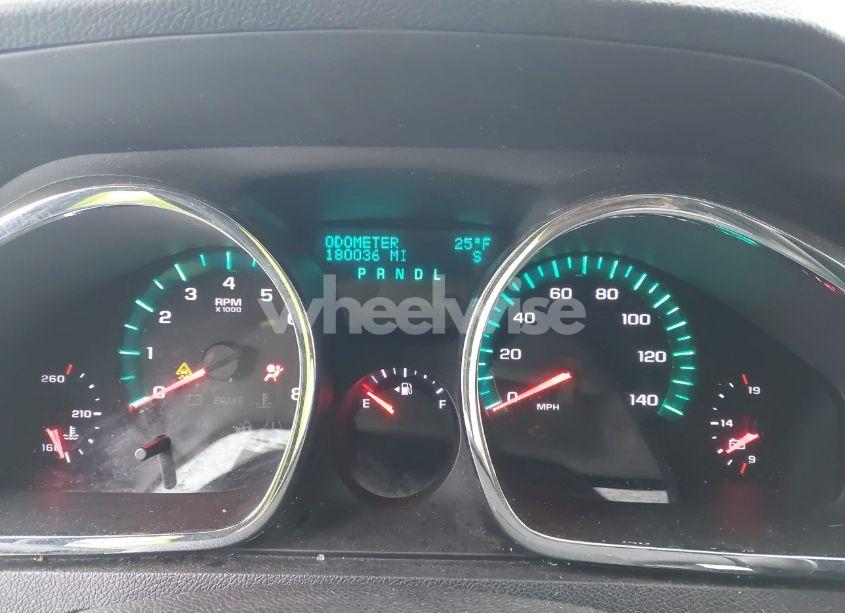 ODOMETER 25°F
180036 MI S
P R N D L
wheelwise
0 1 2 3 4 5 6 8
RPM
X1000
BRAKE
260
210
160
E F
0 20 40 60 80 100 120 140
MPH
19
14
9